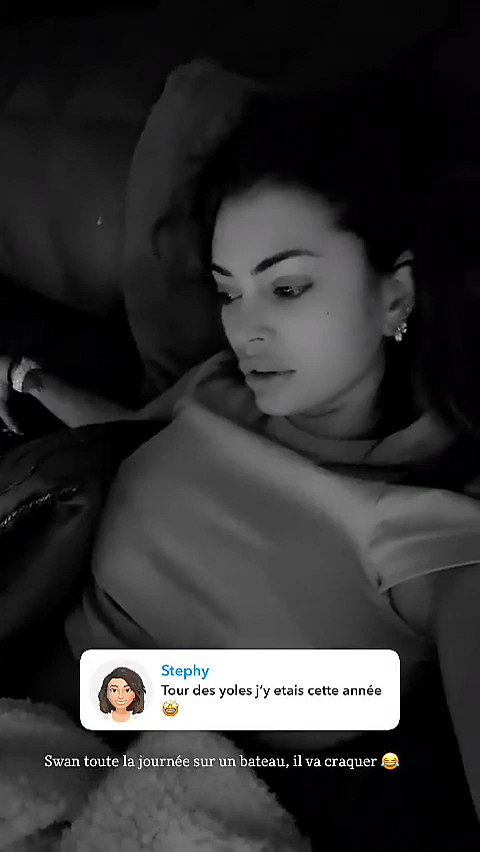 Stephy
Tour des yoles j'y etais cette année
🤩
Swan toute la journée sur un bateau, il va craquer 😂